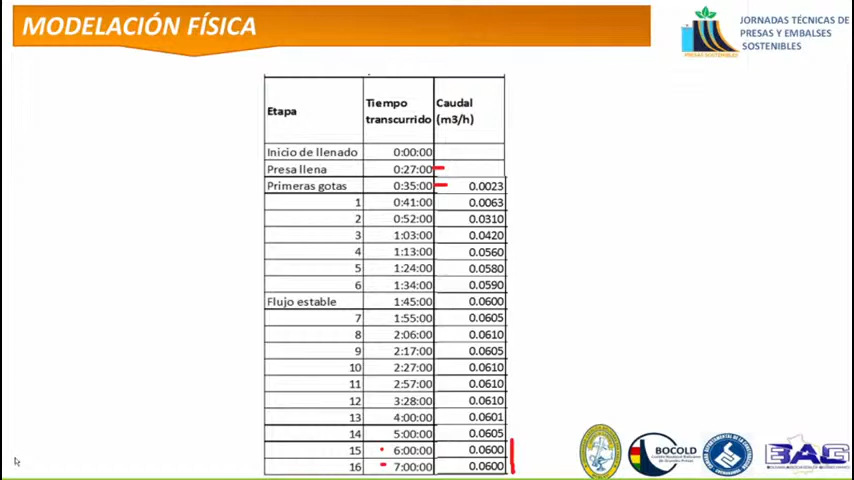 MODELACIÓN FÍSICA
JORNADAS TÉCNICAS DE
PRESAS Y EMBALSES
SOSTENIBLES
PRESAS SOSTENIBLES
Etapa Tiempo transcurrido Caudal (m3/h)
Inicio de llenado 0:00:00
Presa llena 0:27:00
Primeras gotas 0:35:00 0.0023
1 0:41:00 0.0063
2 0:52:00 0.0310
3 1:03:00 0.0420
4 1:13:00 0.0560
5 1:24:00 0.0580
6 1:34:00 0.0590
Flujo estable 1:45:00 0.0600
7 1:55:00 0.0605
8 2:06:00 0.0610
9 2:17:00 0.0605
10 2:27:00 0.0610
11 2:57:00 0.0610
12 3:28:00 0.0610
13 4:00:00 0.0601
14 5:00:00 0.0605
15 6:00:00 0.0600
16 7:00:00 0.0600
BOCOLD
BAG